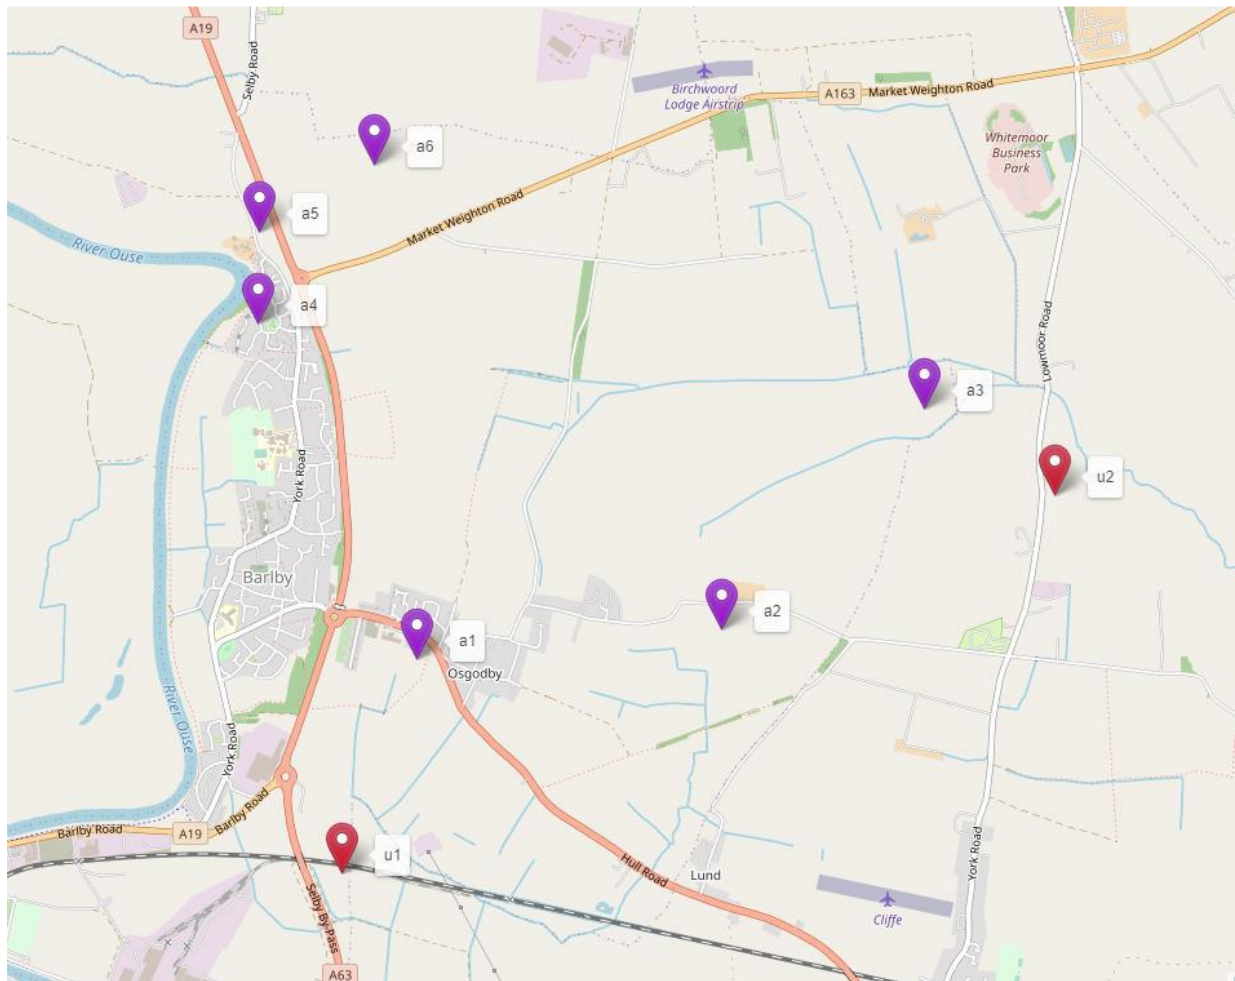 A19
Selby Road
Birchwoord
Lodge Airstrip
A163
Market Weighton Road
a6
Whitemoor
Business
Park
a5
Market Weighton Road
River Ouse
a4
Lowmoor Road
a3
York Road
u2
Barlby
a2
a1
Osgodby
River Ouse
York Road
Barlby Road
Barlby Road
A19
u1
Hull Road
Lund
York Road
Selby By-Pass
Cliffe
A63